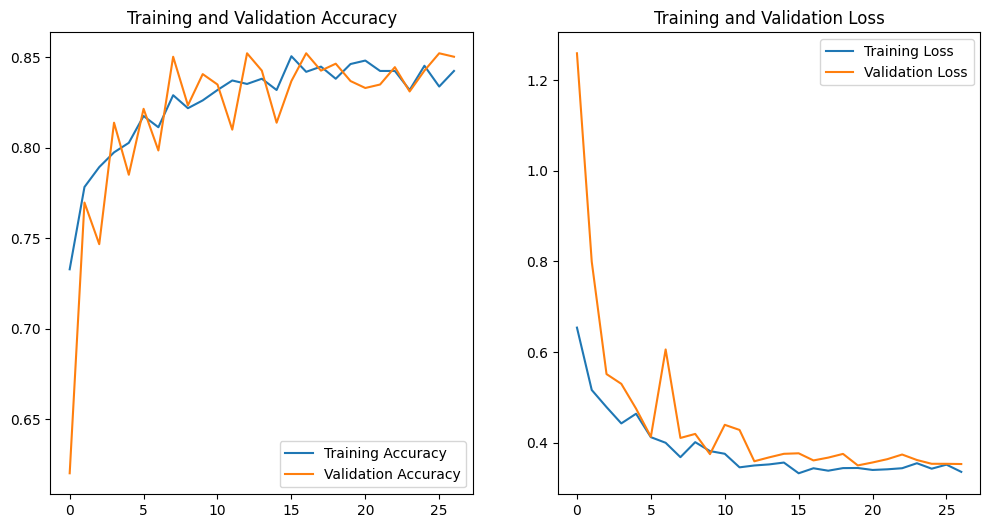 Training and Validation Accuracy
0.85
0.80
0.75
0.70
0.65
Training Accuracy
Validation Accuracy
0 5 10 15 20 25
Training and Validation Loss
Training Loss
Validation Loss
1.2
1.0
0.8
0.6
0.4
0 5 10 15 20 25